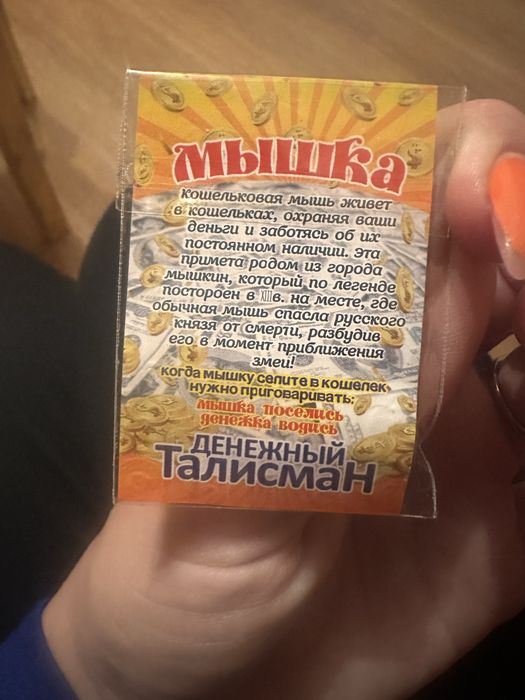 мышка
Кошельковая мышь живет
в кошельках, охраняя ваши
деньги и заботясь об их
постоянном наличии. Эта
примета родом из города
мышкин, который по легенде
постороен в XIIIв. на месте, где
обычная мышь спасла русского
князя от смерти, разбудив
его в момент приближения
змеи!
когда мышку селите в кошелек,
нужно приговаривать:
мышка поселись
денежка водись
ДЕНЕЖНЫЙ
Талисман